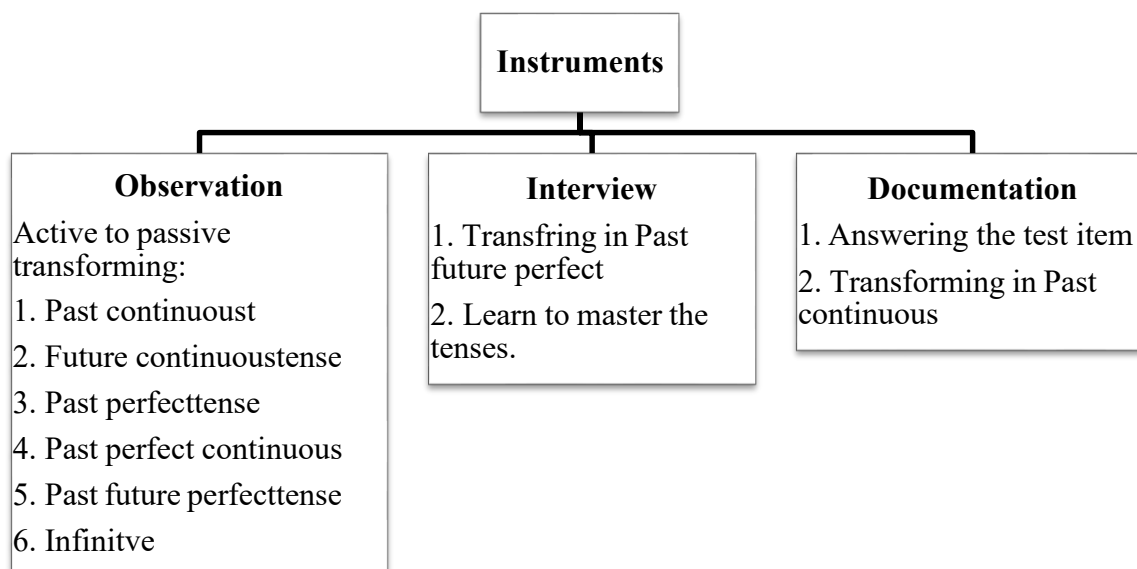 Instruments
Observation
Active to passive
transforming:
1. Past continuoust
2. Future continuoustense
3. Past perfecttense
4. Past perfect continuous
5. Past future perfecttense
6. Infinitve
Interview
1. Transfring in Past
future perfect
2. Learn to master the
tenses.
Documentation
1. Answering the test item
2. Transforming in Past
continuous